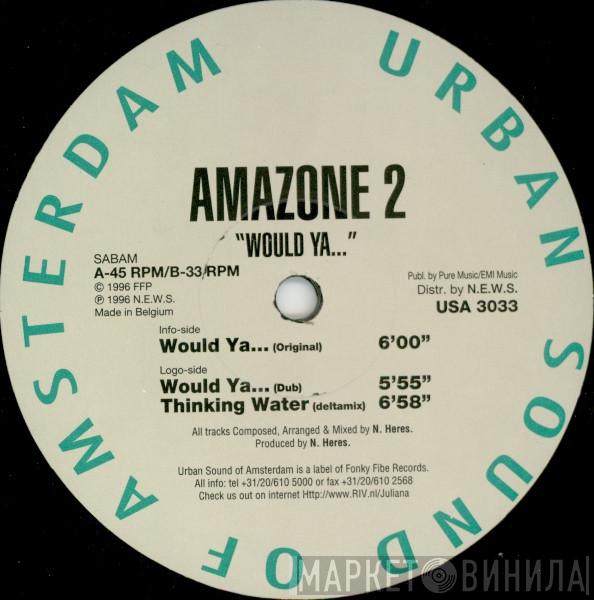 URBAN SOUND OF AMSTERDAM
AMAZONE 2
"WOULD YA..."
SABAM
A-45 RPM/B-33/RPM
© 1996 FFP
℗ 1996 N.E.W.S.
Made in Belgium
Publ. by Pure Music/EMI Music
Distr. by N.E.W.S.
USA 3033
Info-side
Would Ya... (Original) 6'00"
Logo-side
Would Ya... (Dub) 5'55"
Thinking Water (deltamix) 6'58"
All tracks Composed, Arranged & Mixed by N. Heres.
Produced by N. Heres.
Urban Sound of Amsterdam is a label of Fonky Fibe Records.
All info: tel +31/20/610 5000 or fax +31/20/610 2568
Check us out on internet Http://www.RIV.nl/Juliana
МАРКЕТ ВИНИЛА